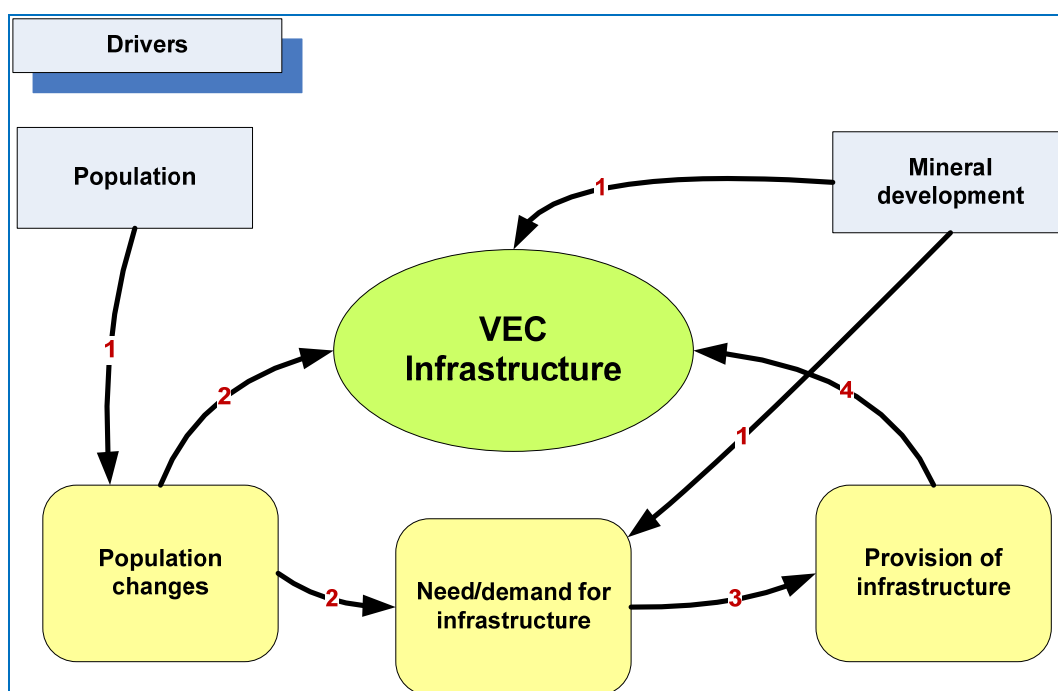 Drivers
Population
Mineral
development
1
VEC
Infrastructure
1
2
4
1
Population
changes
2
Need/demand for
infrastructure
3
Provision of
infrastructure